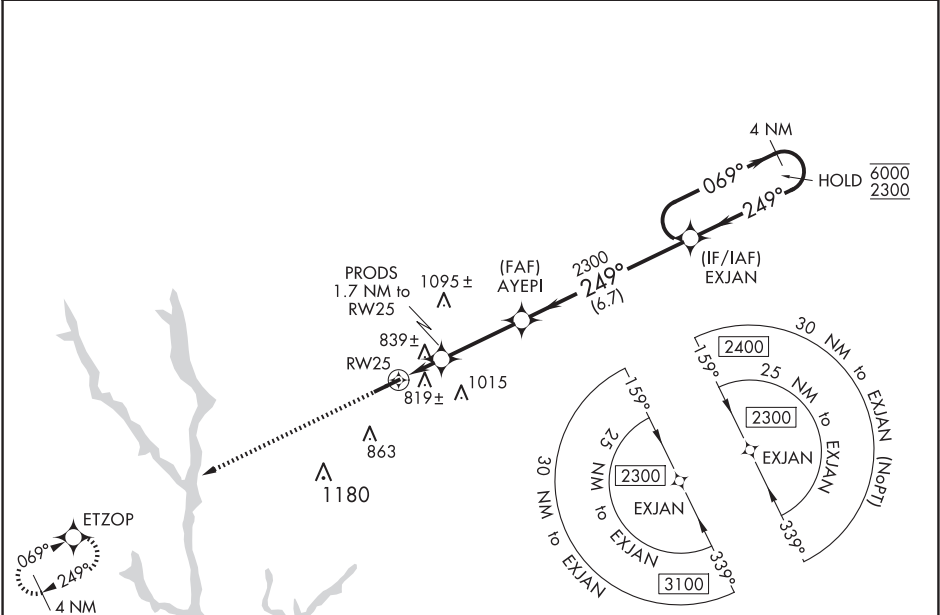 4 NM
069°
HOLD 6000
2300
249°
(IF/IAF)
EXJAN
2300
249°
(6.7)
(FAF)
AYEPI
PRODS
1.7 NM to
RW25
1095±
839±
RW25
819±
1015
863
1180
ETZOP
069°
249°
4 NM
159°
25 NM to EXJAN
2300
EXJAN
30 NM to EXJAN
339°
3100
30 NM to EXJAN (NoPT)
2400
159°
25 NM to EXJAN
2300
EXJAN
339°